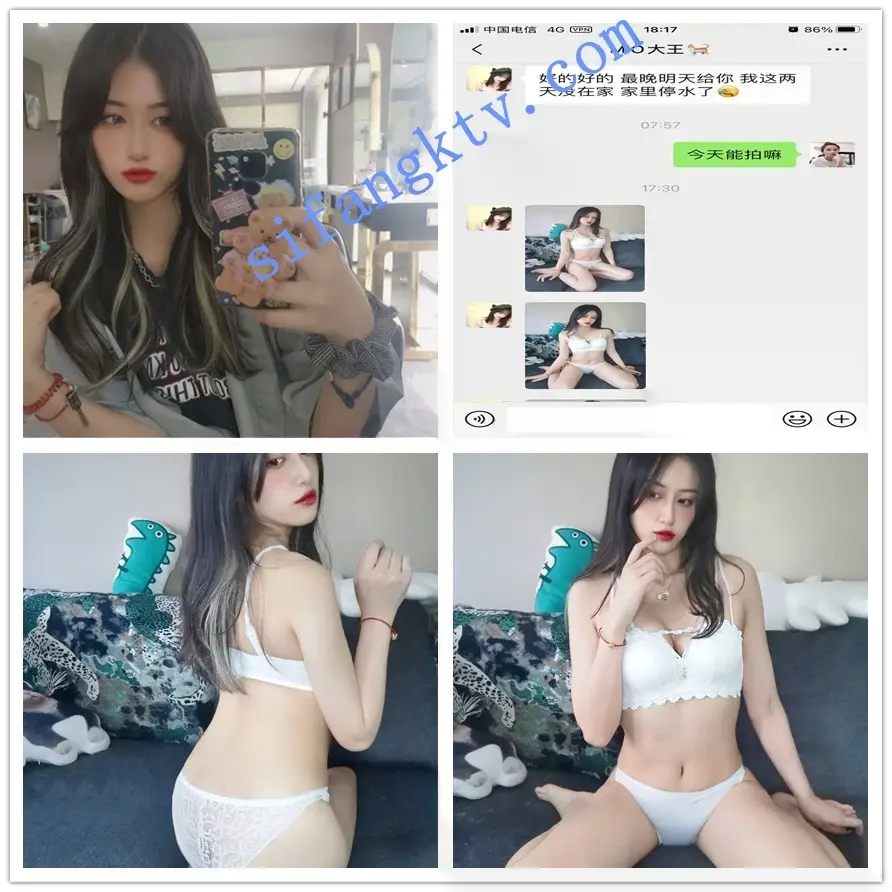 中国电信 4G VPN
18:17
86%
O大王
好的好的 最晚明天给你 我这两
天没在家 家里停水了
07:57
今天能拍嘛
17:30
sifangktv.com